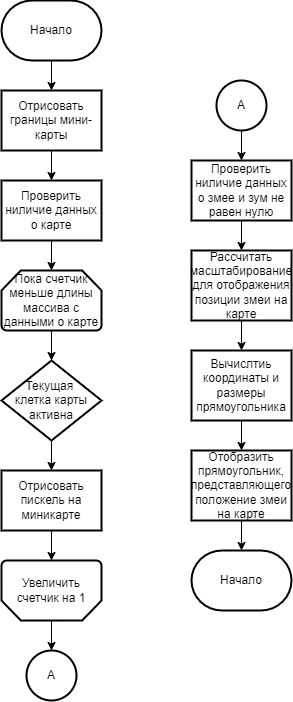 Начало
Отрисовать
границы мини-
карты
Проверить
ниличие данных
о карте
Пока счетчик
меньше длины
массива с
данными о карте
Текущая
клетка карты
активна
Отрисовать
пискель на
миникарте
Увеличить
счетчик на 1
А
А
Проверить
ниличие данных
о змее и зум не
равен нулю
Рассчитать
масштабирование
для отображения
позиции змеи на
карте
Вычислтиь
координаты и
размеры
прямоугольника
Отобразить
прямоугольник,
представляющего
положение змеи
на карте
Начало